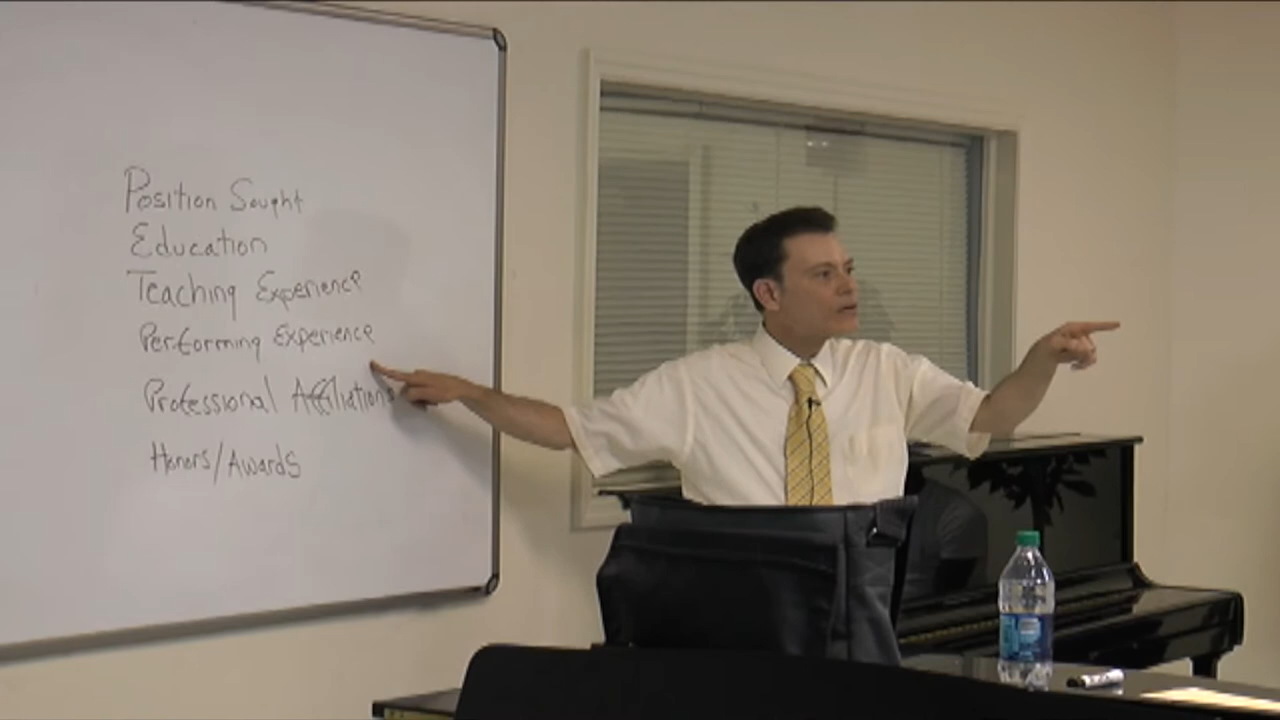 Position Sought
Education
Teaching Experience
Performing Experience
Professional Affiliations
Honors/Awards